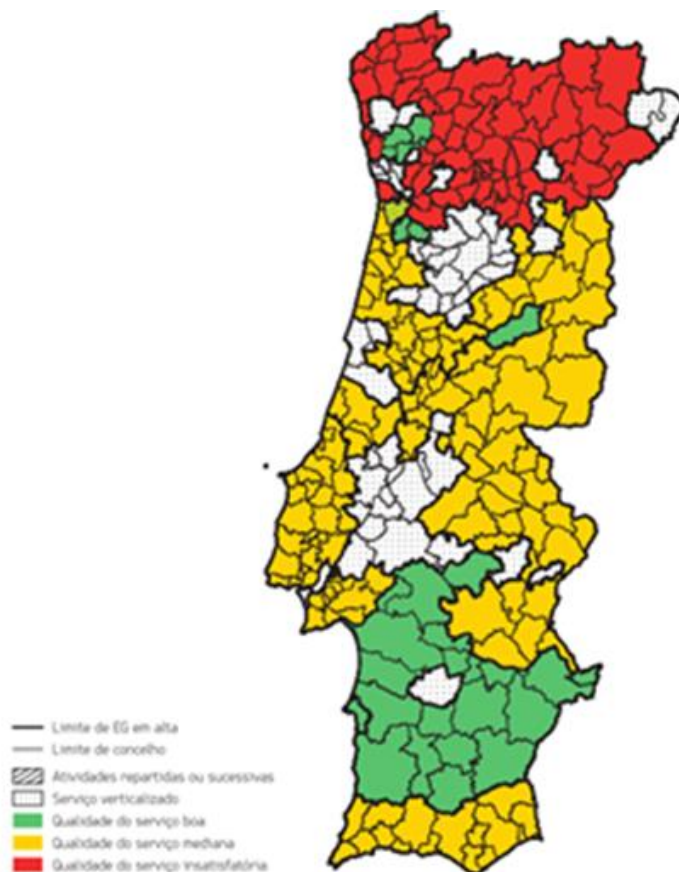 Limite de EG em alta
Limite de concelho
Atividades repartidas ou sucessivas
Serviço verticalizado
Qualidade do serviço boa
Qualidade do serviço mediana
Qualidade do serviço insatisfatória